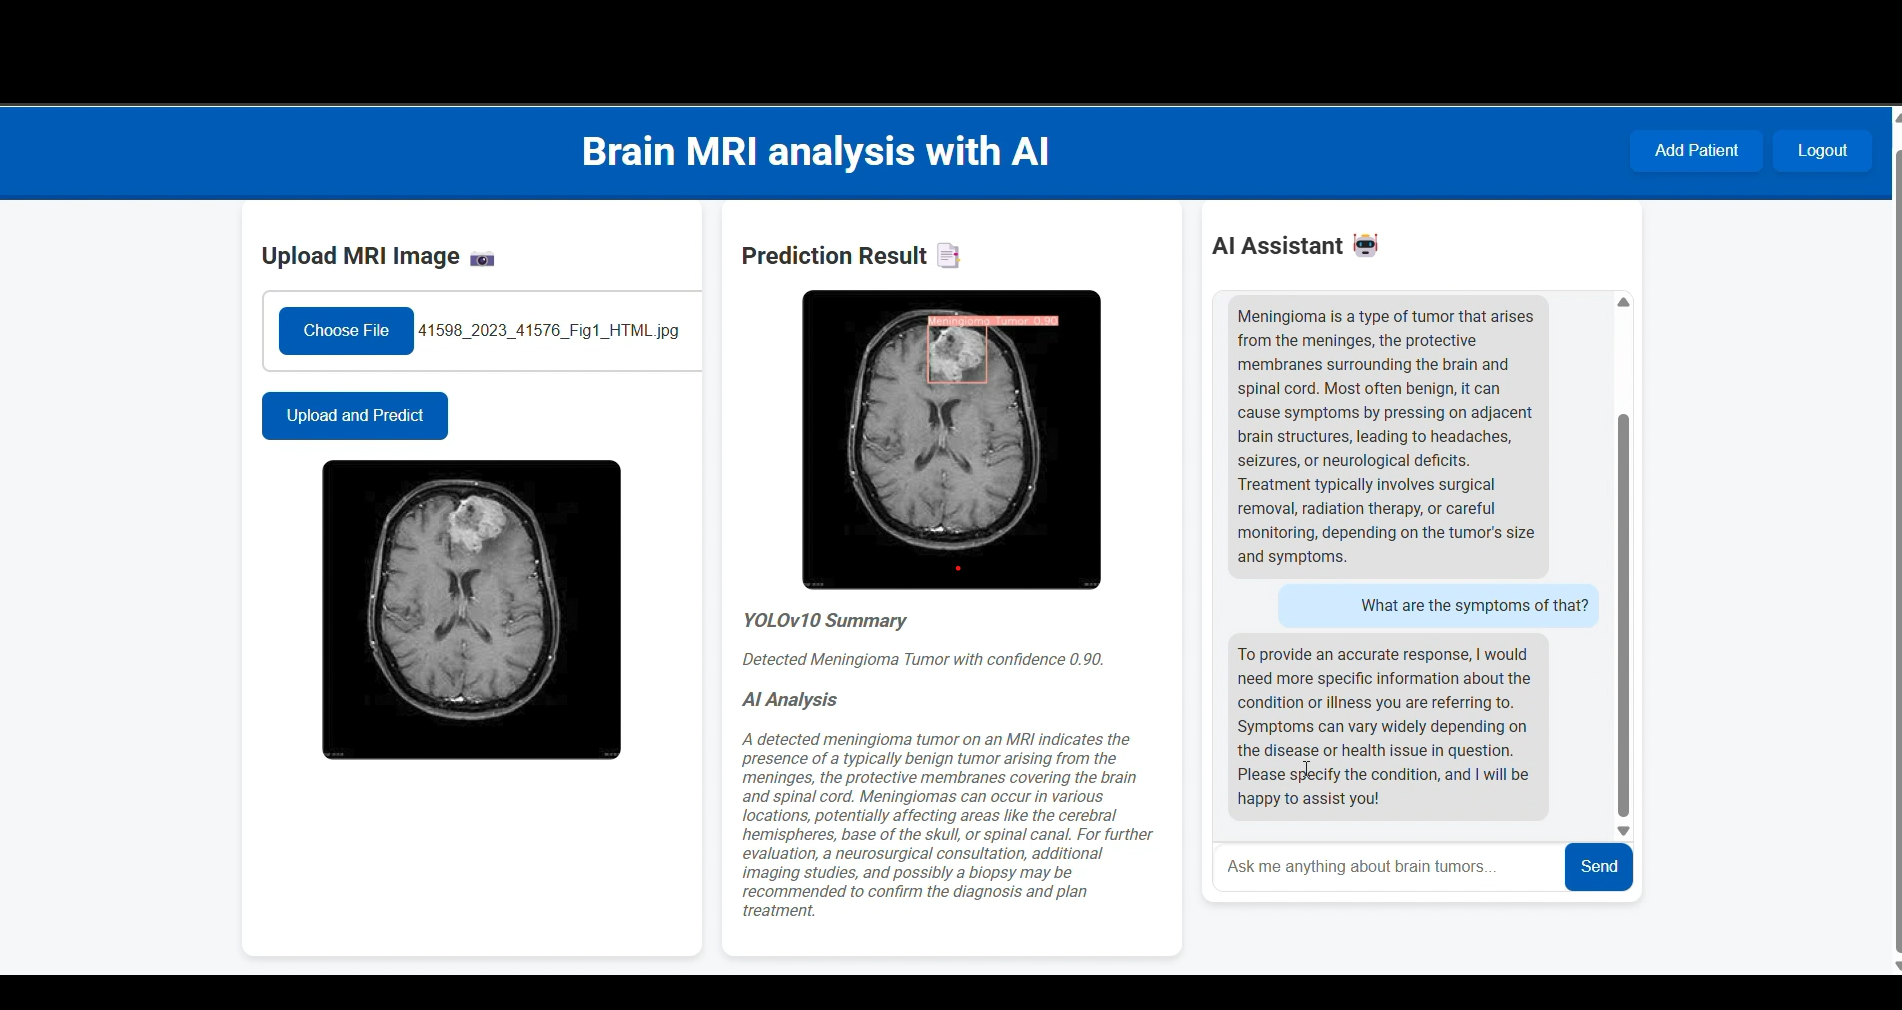 Brain MRI analysis with AI
Add Patient
Logout
Upload MRI Image
Choose File 41598_2023_41576_Fig1_HTML.jpg
Upload and Predict
Prediction Result
Meningioma Tumor 0.90
YOLOv10 Summary
Detected Meningioma Tumor with confidence 0.90.
AI Analysis
A detected meningioma tumor on an MRI indicates the
presence of a typically benign tumor arising from the
meninges, the protective membranes covering the brain
and spinal cord. Meningiomas can occur in various
locations, potentially affecting areas like the cerebral
hemispheres, base of the skull, or spinal canal. For further
evaluation, a neurosurgical consultation, additional
imaging studies, and possibly a biopsy may be
recommended to confirm the diagnosis and plan
treatment.
AI Assistant
Meningioma is a type of tumor that arises
from the meninges, the protective
membranes surrounding the brain and
spinal cord. Most often benign, it can
cause symptoms by pressing on adjacent
brain structures, leading to headaches,
seizures, or neurological deficits.
Treatment typically involves surgical
removal, radiation therapy, or careful
monitoring, depending on the tumor's size
and symptoms.
What are the symptoms of that?
To provide an accurate response, I would
need more specific information about the
condition or illness you are referring to.
Symptoms can vary widely depending on
the disease or health issue in question.
Please specify the condition, and I will be
happy to assist you!
Ask me anything about brain tumors...
Send